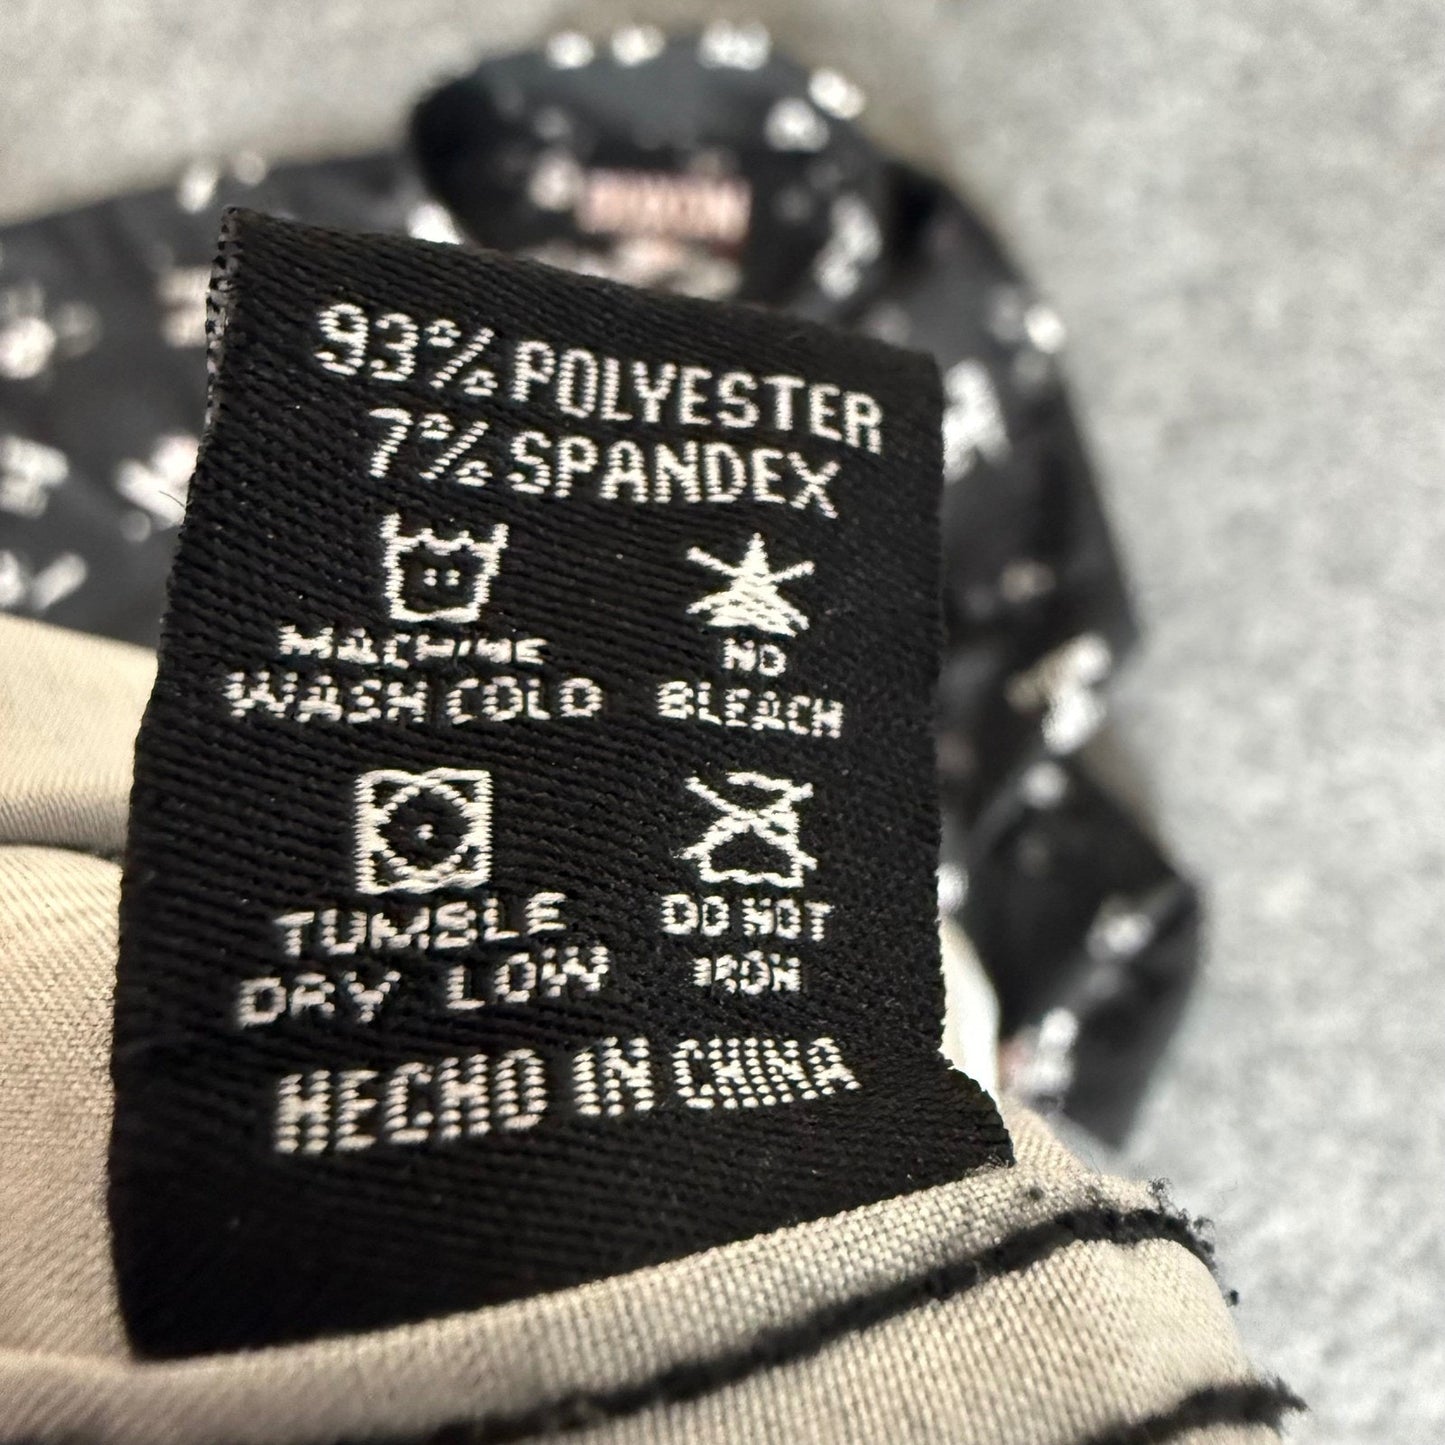 93% POLYESTER
7% SPANDEX
MACHINE
WASH COLD
NO
BLEACH
TUMBLE
DRY LOW
DO NOT
IRON
HECHO IN CHINA